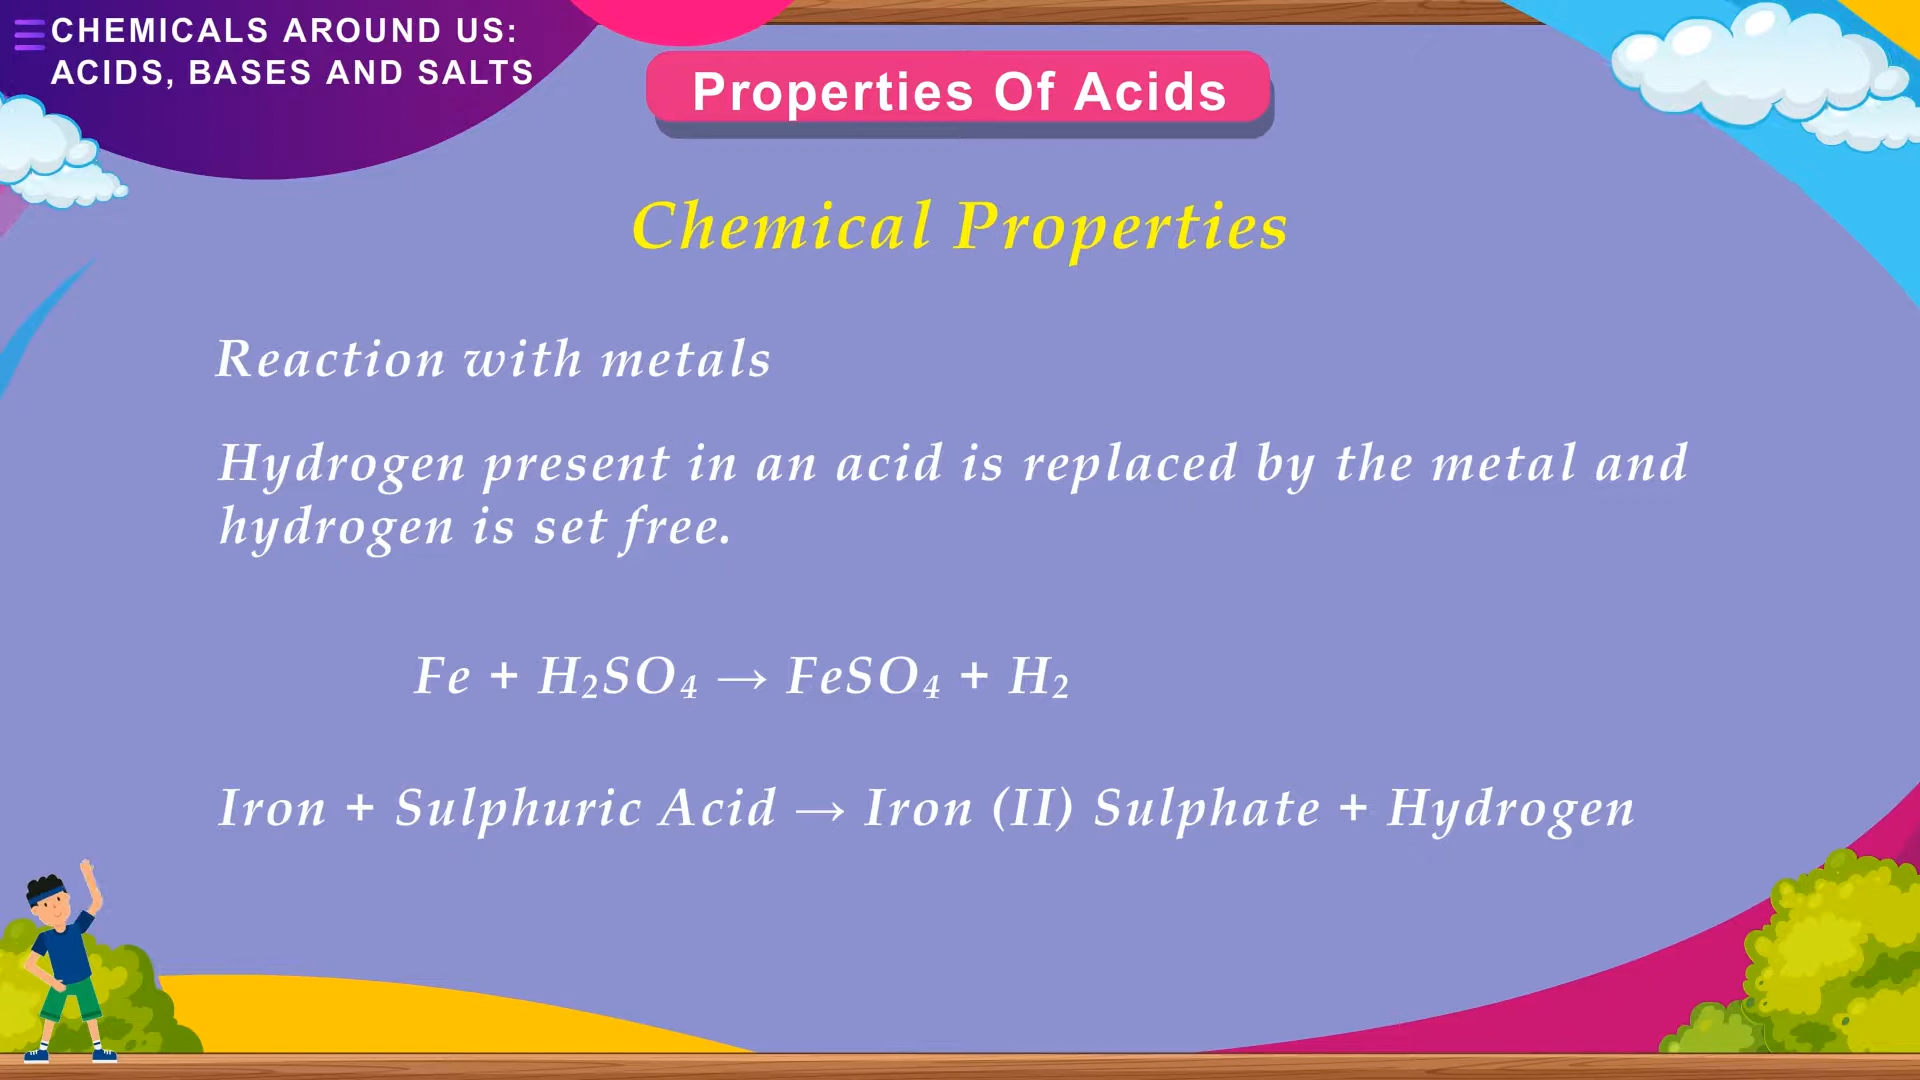 CHEMICALS AROUND US:
ACIDS, BASES AND SALTS
Properties Of Acids
Chemical Properties
Reaction with metals
Hydrogen present in an acid is replaced by the metal and
hydrogen is set free.
Fe + H₂SO₄ → FeSO₄ + H₂
Iron + Sulphuric Acid → Iron (II) Sulphate + Hydrogen